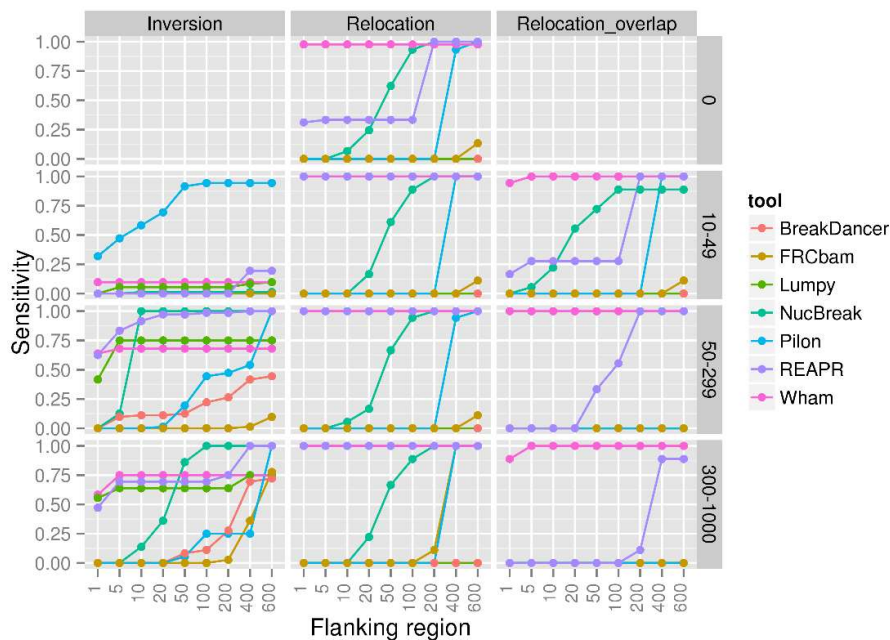 Inversion Relocation Relocation_overlap
1.00
0.75
0.50
0.25
0.00
0
1.00
0.75
0.50
0.25
0.00
10-49
1.00
0.75
0.50
0.25
0.00
50-299
1.00
0.75
0.50
0.25
0.00
300-1000
Sensitivity
1 5 10 20 50 100 200 400 600 1 5 10 20 50 100 200 400 600 1 5 10 20 50 100 200 400 600
Flanking region
tool
BreakDancer
FRCbam
Lumpy
NucBreak
Pilon
REAPR
Wham